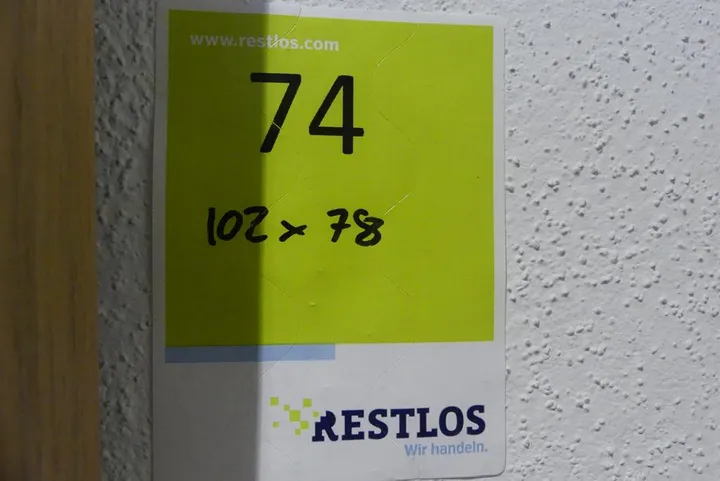 www.restlos.com
74
102 x 78
RESTLOS
Wir handeln.